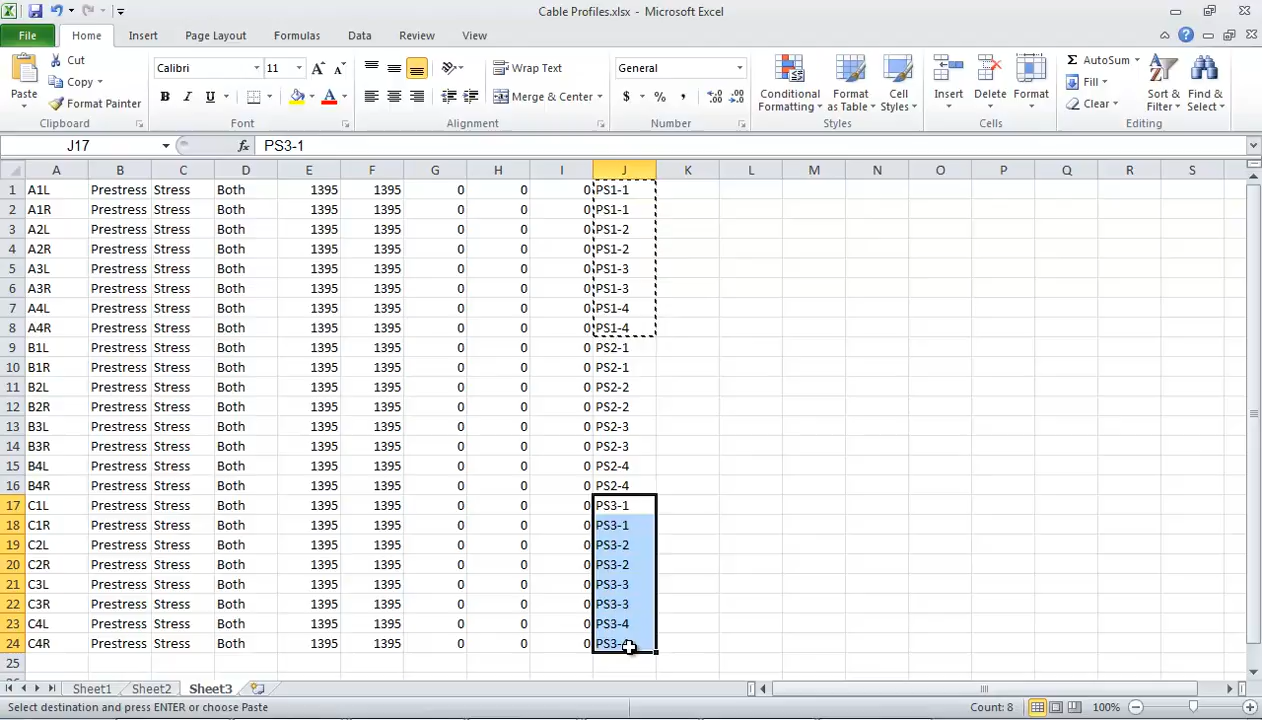 Cable Profiles.xlsx - Microsoft Excel
File Home Insert Page Layout Formulas Data Review View
Paste Cut Copy Format Painter Clipboard
Calibri 11 B I U A Font
Wrap Text Merge & Center Alignment
General $ % , Number
Conditional Formatting Format as Table Cell Styles Styles
Insert Delete Format Cells
Σ AutoSum Fill Clear Sort & Filter Find & Select Editing
J17 fx PS3-1
A B C D E F G H I J K L M N O P Q R S
1 A1L Prestress Stress Both 1395 1395 0 0 0 PS1-1
2 A1R Prestress Stress Both 1395 1395 0 0 0 PS1-1
3 A2L Prestress Stress Both 1395 1395 0 0 0 PS1-2
4 A2R Prestress Stress Both 1395 1395 0 0 0 PS1-2
5 A3L Prestress Stress Both 1395 1395 0 0 0 PS1-3
6 A3R Prestress Stress Both 1395 1395 0 0 0 PS1-3
7 A4L Prestress Stress Both 1395 1395 0 0 0 PS1-4
8 A4R Prestress Stress Both 1395 1395 0 0 0 PS1-4
9 B1L Prestress Stress Both 1395 1395 0 0 0 PS2-1
10 B1R Prestress Stress Both 1395 1395 0 0 0 PS2-1
11 B2L Prestress Stress Both 1395 1395 0 0 0 PS2-2
12 B2R Prestress Stress Both 1395 1395 0 0 0 PS2-2
13 B3L Prestress Stress Both 1395 1395 0 0 0 PS2-3
14 B3R Prestress Stress Both 1395 1395 0 0 0 PS2-3
15 B4L Prestress Stress Both 1395 1395 0 0 0 PS2-4
16 B4R Prestress Stress Both 1395 1395 0 0 0 PS2-4
17 C1L Prestress Stress Both 1395 1395 0 0 0 PS3-1
18 C1R Prestress Stress Both 1395 1395 0 0 0 PS3-1
19 C2L Prestress Stress Both 1395 1395 0 0 0 PS3-2
20 C2R Prestress Stress Both 1395 1395 0 0 0 PS3-2
21 C3L Prestress Stress Both 1395 1395 0 0 0 PS3-3
22 C3R Prestress Stress Both 1395 1395 0 0 0 PS3-3
23 C4L Prestress Stress Both 1395 1395 0 0 0 PS3-4
24 C4R Prestress Stress Both 1395 1395 0 0 0
25
Sheet1 Sheet2 Sheet3
Select destination and press ENTER or choose Paste Count: 8 100%